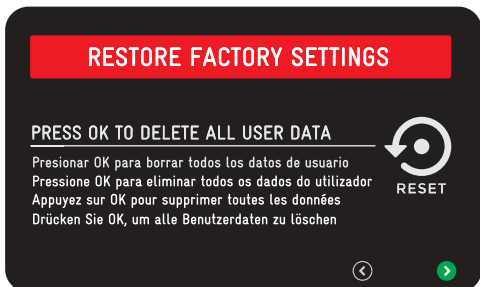 RESTORE FACTORY SETTINGS
PRESS OK TO DELETE ALL USER DATA
Presionar OK para borrar todos los datos de usuario
Pressione OK para eliminar todos os dados do utilizador
Appuyez sur OK pour supprimer toutes les données
Drücken Sie OK, um alle Benutzerdaten zu löschen
RESET